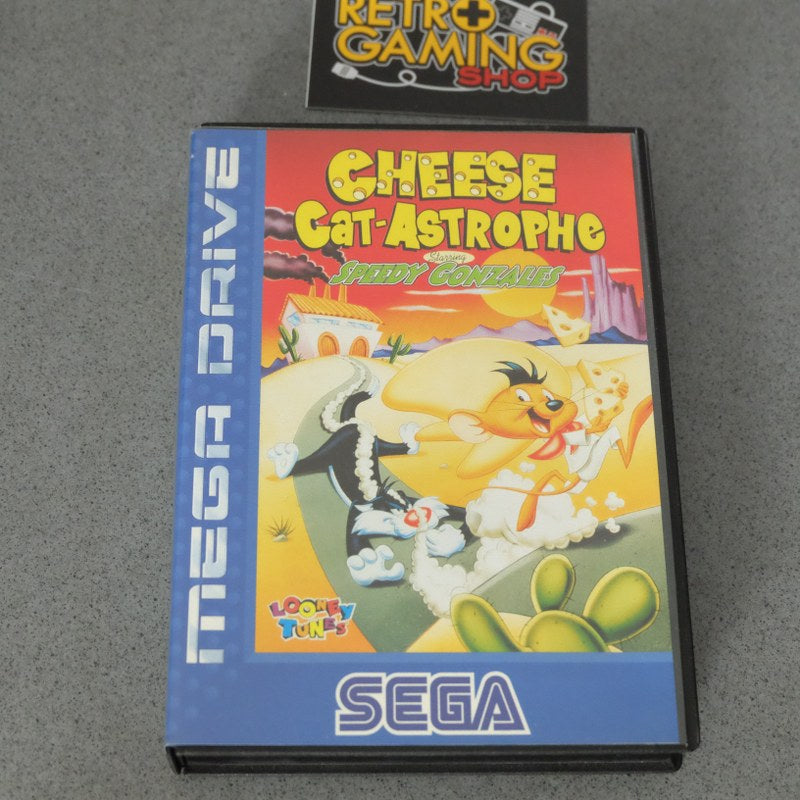 RETRO
GAMING
SHOP
MEGA DRIVE
CHEESE
CAT-ASTROPHE
Starring
SPEEDY GONZALES
LOONEY
TUNES
SEGA